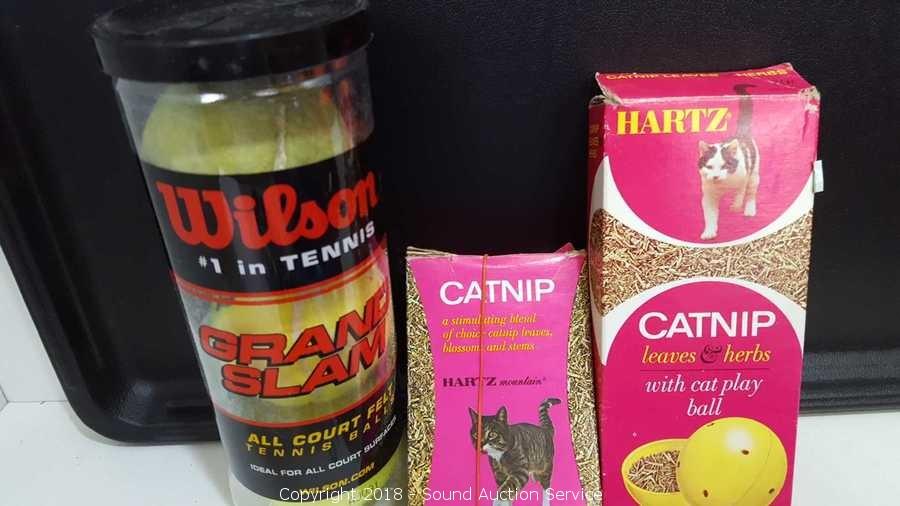 Wilson
#1 in TENNIS
GRAND
SLAM
ALL COURT FELT
TENNIS BALLS
IDEAL FOR ALL COURT SURFACES
WILSON.COM
CATNIP
a stimulating blend
of choice catnip leaves,
blossoms and stems
HARTZ mountain®
CATNIP LEAVES HERBS
HARTZ®
CATNIP
leaves & herbs
with cat play
ball
Copyright 2018 - Sound Auction Service